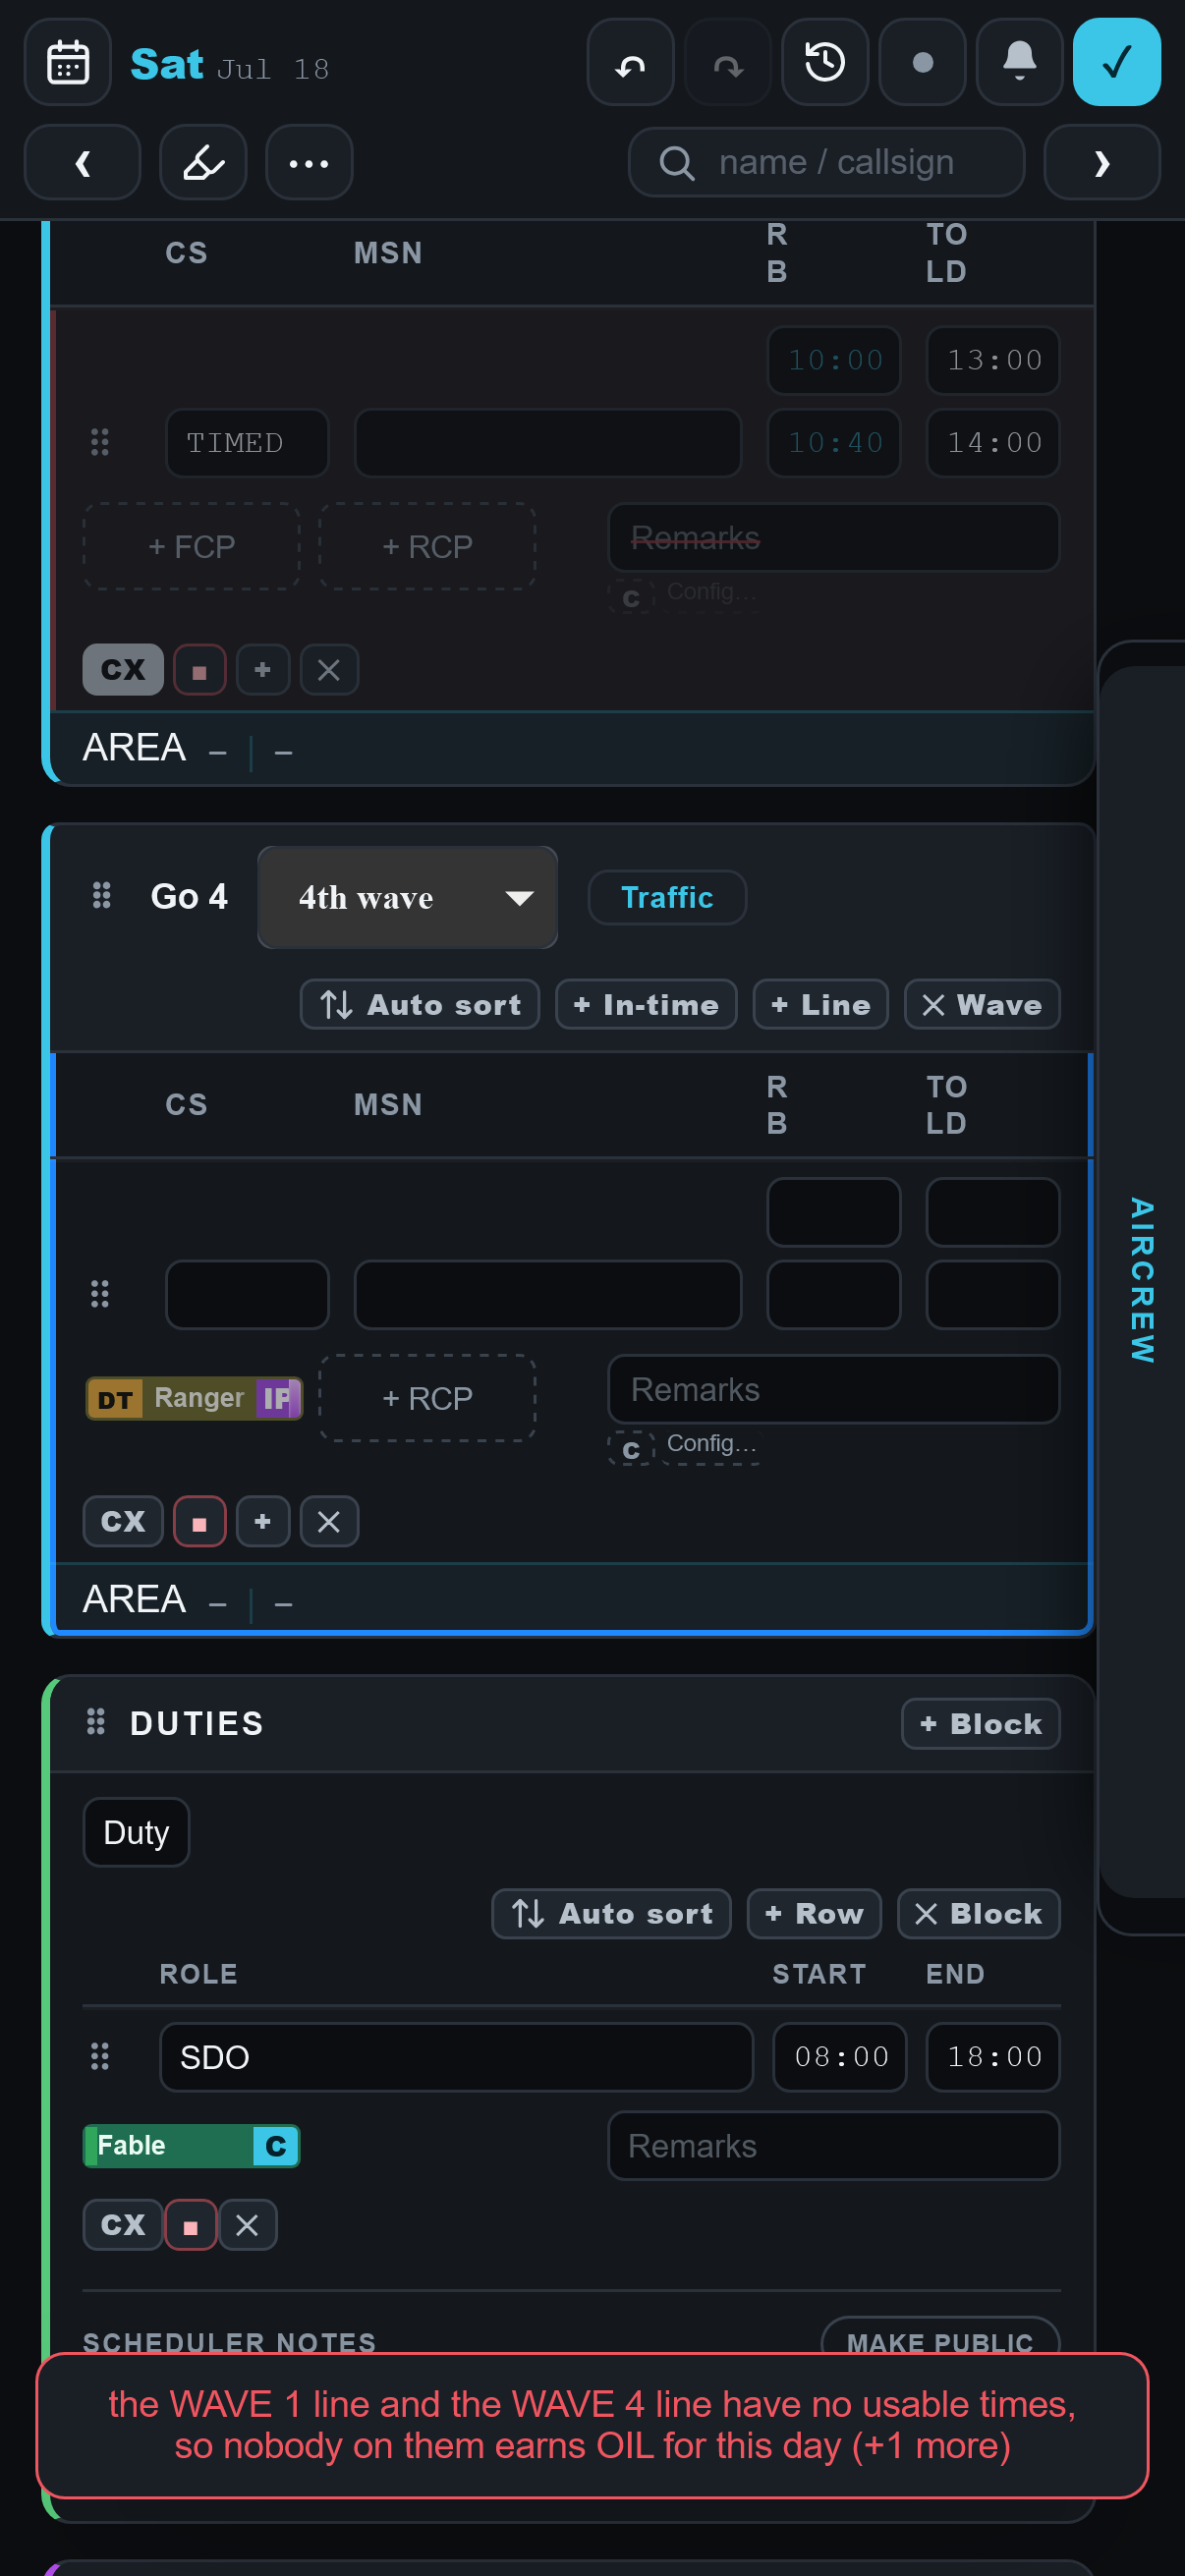 Sat Jul 18
name / callsign
CS MSN R TO
B LD
10:00 13:00
TIMED 10:40 14:00
+ FCP + RCP Remarks
C Config...
CX + ×
AREA – | –
Go 4 4th wave Traffic
Auto sort + In-time + Line × Wave
CS MSN R TO
B LD
DT Ranger IP + RCP Remarks
C Config...
CX + ×
AREA – | –
AIRCREW
DUTIES + Block
Duty
Auto sort + Row × Block
ROLE START END
SDO 08:00 18:00
Fable C Remarks
CX ×
SCHEDULER NOTES MAKE PUBLIC
the WAVE 1 line and the WAVE 4 line have no usable times,
so nobody on them earns OIL for this day (+1 more)